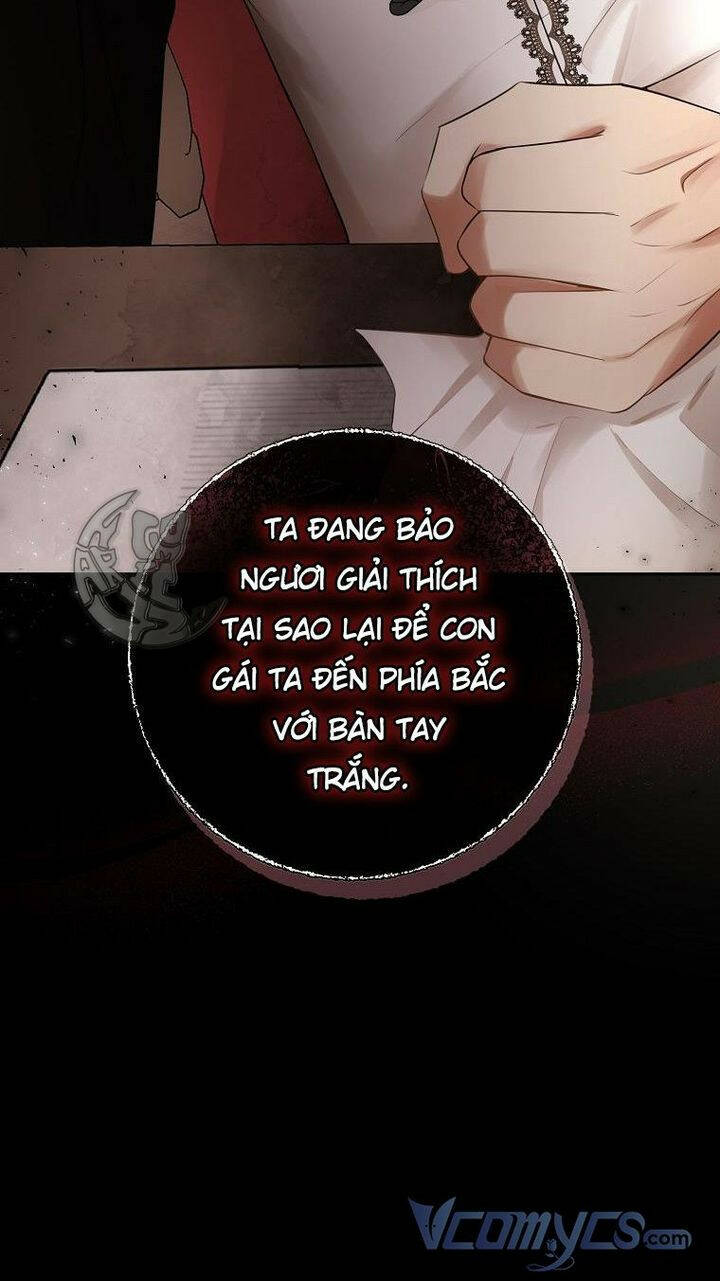 TA ĐANG BẢO
NGƯƠI GIẢI THÍCH
TẠI SAO LẠI ĐỂ CON
GÁI TA ĐẾN PHÍA BẮC
VỚI BÀN TAY
TRẮNG.
VCOMYCS.com